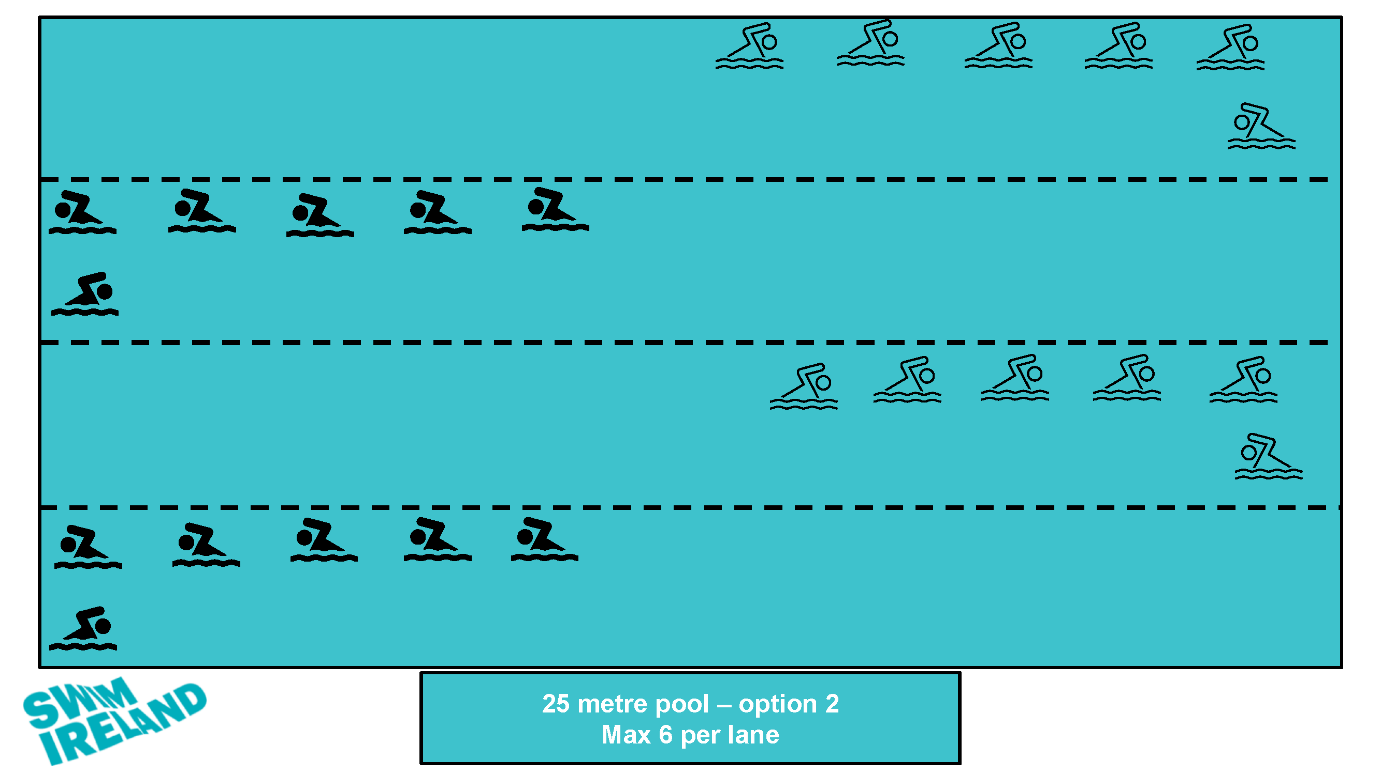 SWIM
IRELAND
25 metre pool – option 2
Max 6 per lane